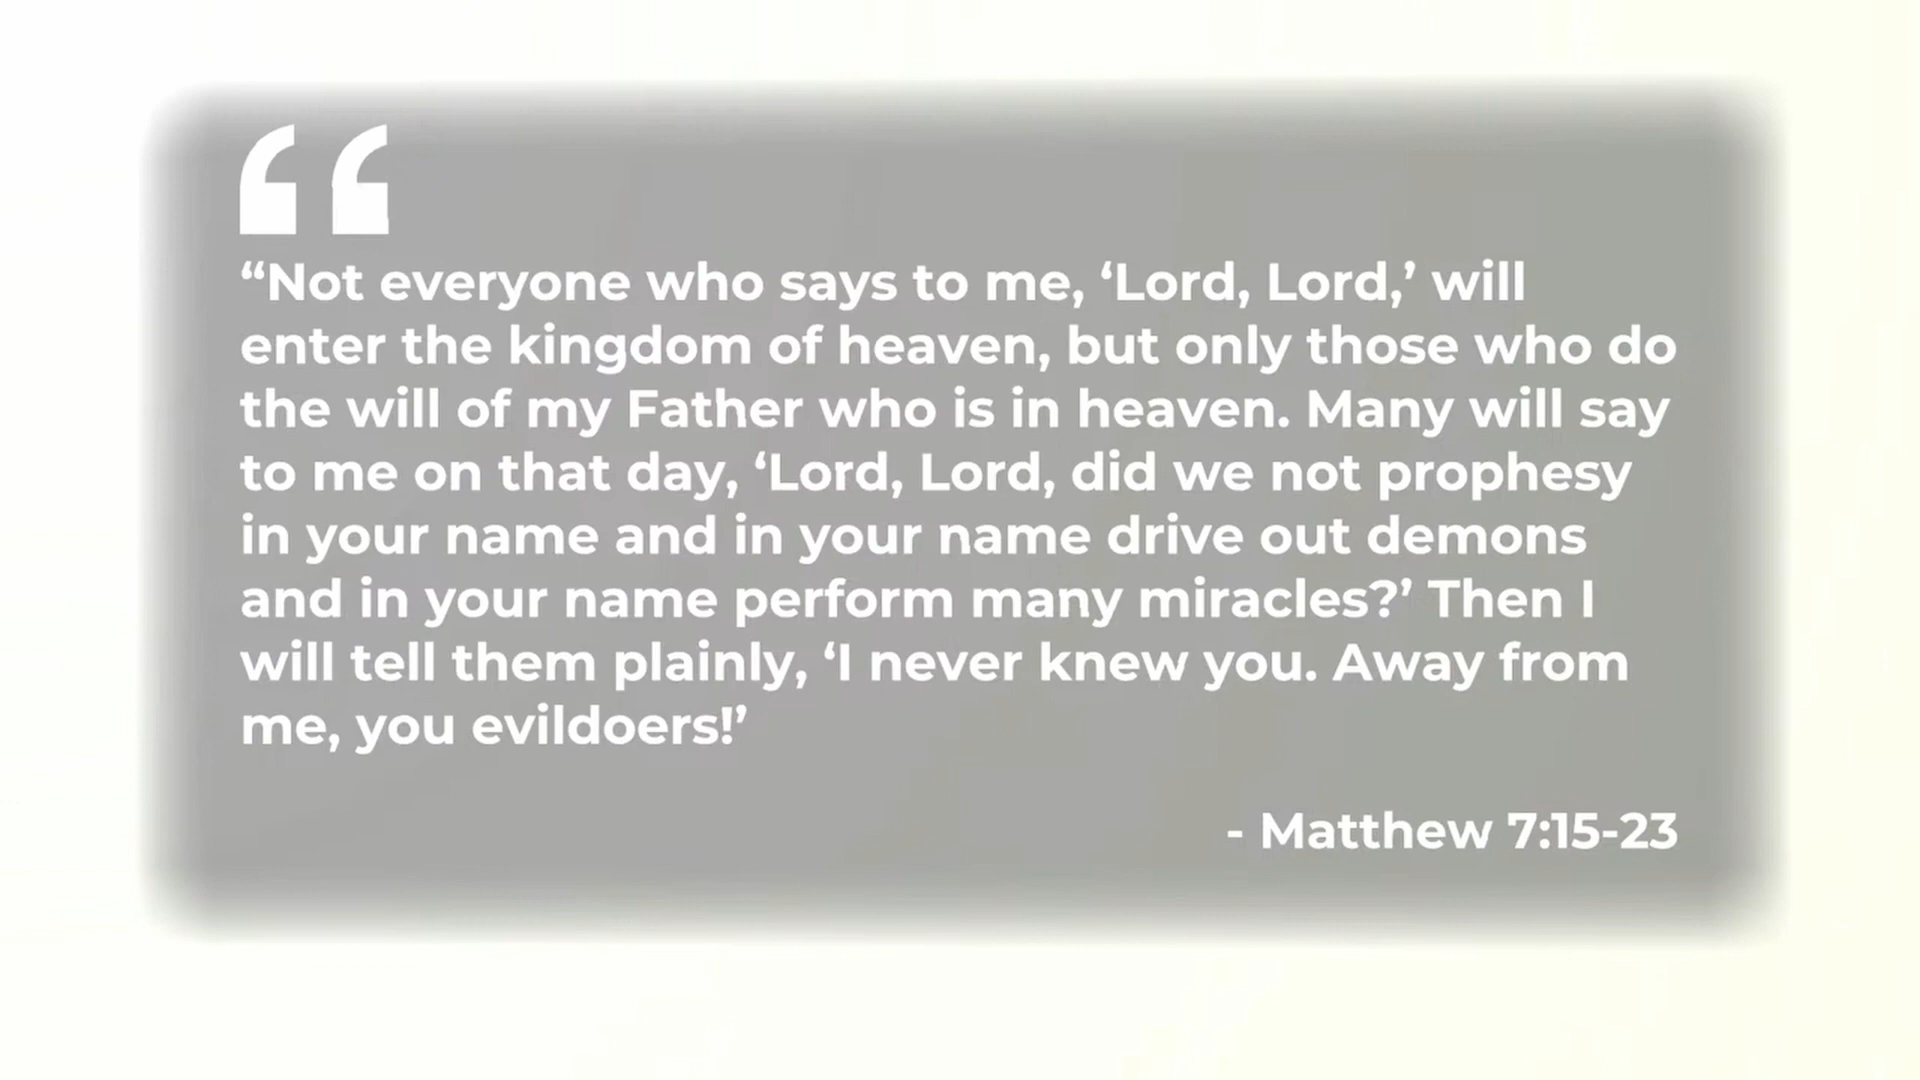 “Not everyone who says to me, ‘Lord, Lord,’ will
enter the kingdom of heaven, but only those who do
the will of my Father who is in heaven. Many will say
to me on that day, ‘Lord, Lord, did we not prophesy
in your name and in your name drive out demons
and in your name perform many miracles?’ Then I
will tell them plainly, ‘I never knew you. Away from
me, you evildoers!’
- Matthew 7:15-23